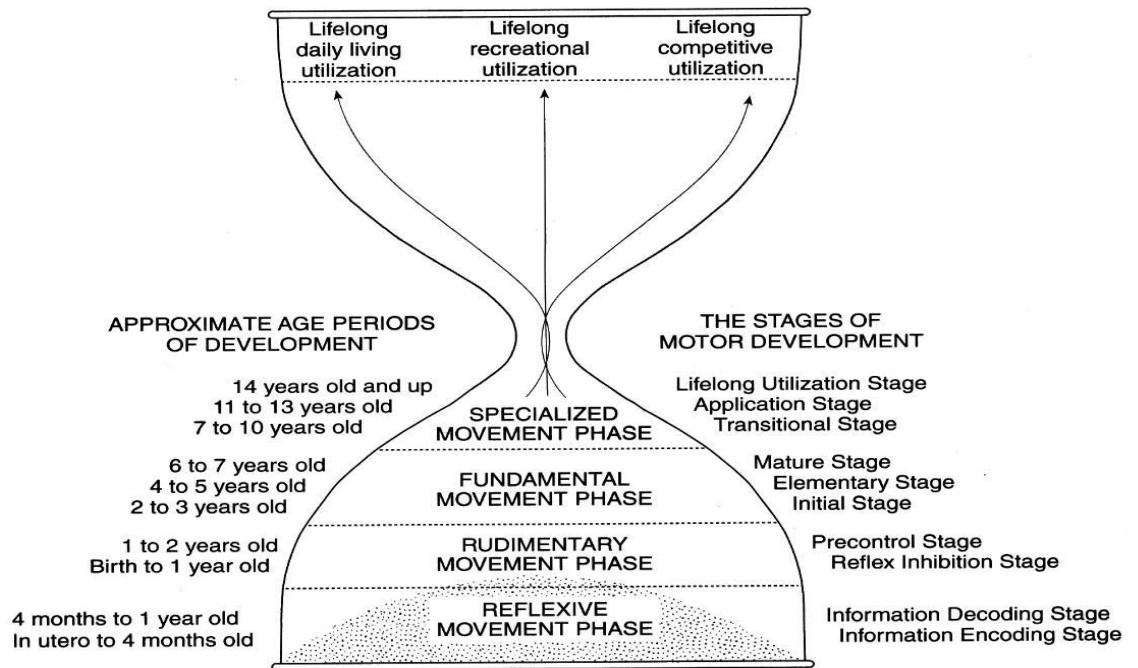 Lifelong
daily living
utilization
Lifelong
recreational
utilization
Lifelong
competitive
utilization
APPROXIMATE AGE PERIODS
OF DEVELOPMENT
THE STAGES OF
MOTOR DEVELOPMENT
14 years old and up
11 to 13 years old
7 to 10 years old
SPECIALIZED
MOVEMENT PHASE
Lifelong Utilization Stage
Application Stage
Transitional Stage
6 to 7 years old
4 to 5 years old
2 to 3 years old
FUNDAMENTAL
MOVEMENT PHASE
Mature Stage
Elementary Stage
Initial Stage
1 to 2 years old
Birth to 1 year old
RUDIMENTARY
MOVEMENT PHASE
Precontrol Stage
Reflex Inhibition Stage
4 months to 1 year old
In utero to 4 months old
REFLEXIVE
MOVEMENT PHASE
Information Decoding Stage
Information Encoding Stage